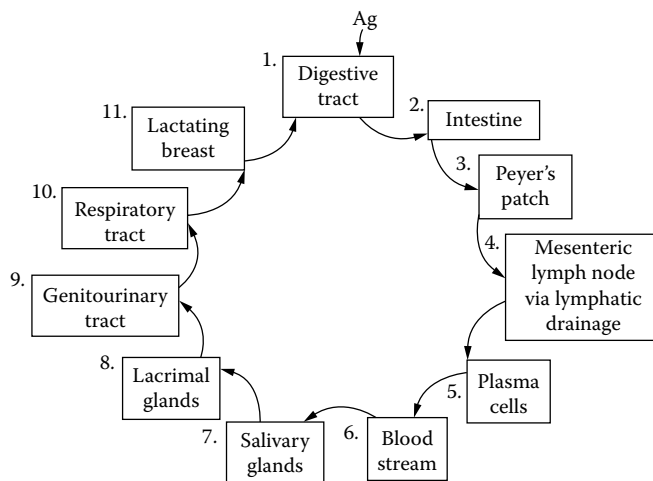 Ag
1.
Digestive
tract
2.
Intestine
3.
Peyer's
patch
4.
Mesenteric
lymph node
via lymphatic
drainage
5.
Plasma
cells
6.
Blood
stream
7.
Salivary
glands
8.
Lacrimal
glands
9.
Genitourinary
tract
10.
Respiratory
tract
11.
Lactating
breast